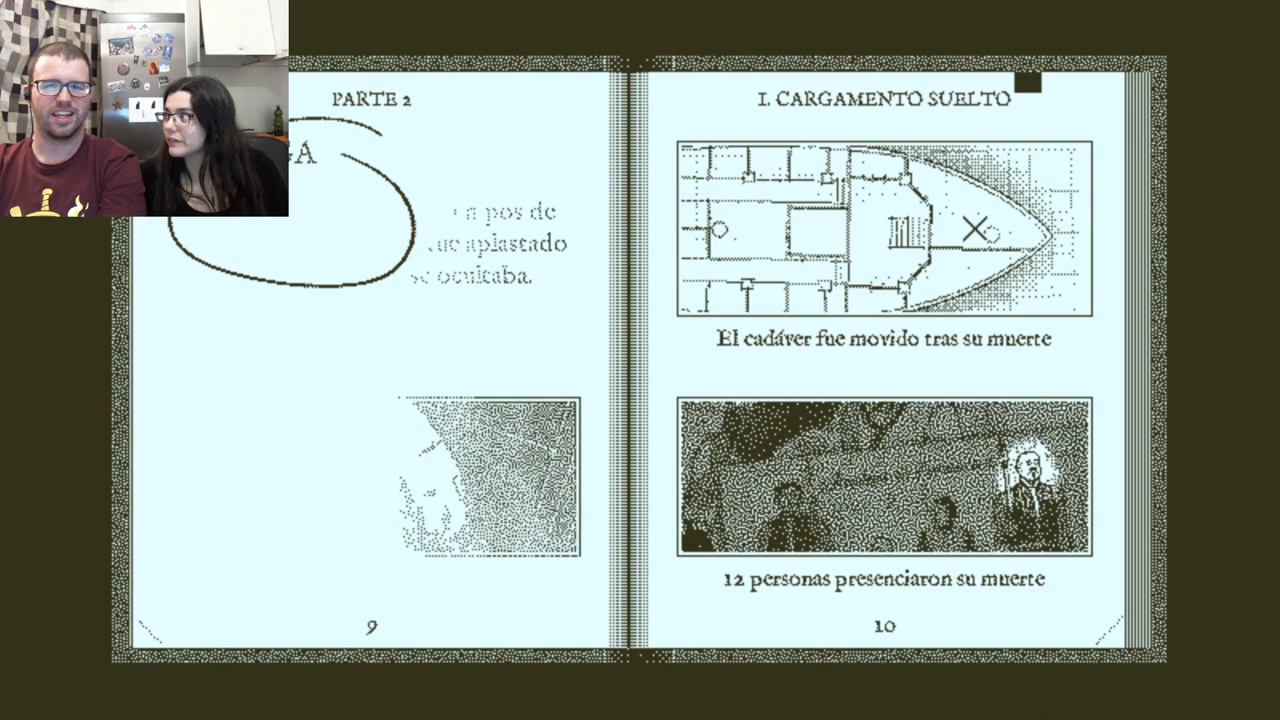 PARTE 2
A
a pos de
fue aplastado
se ocultaba.
9
I. CARGAMENTO SUELTO
El cadáver fue movido tras su muerte
12 personas presenciaron su muerte
10